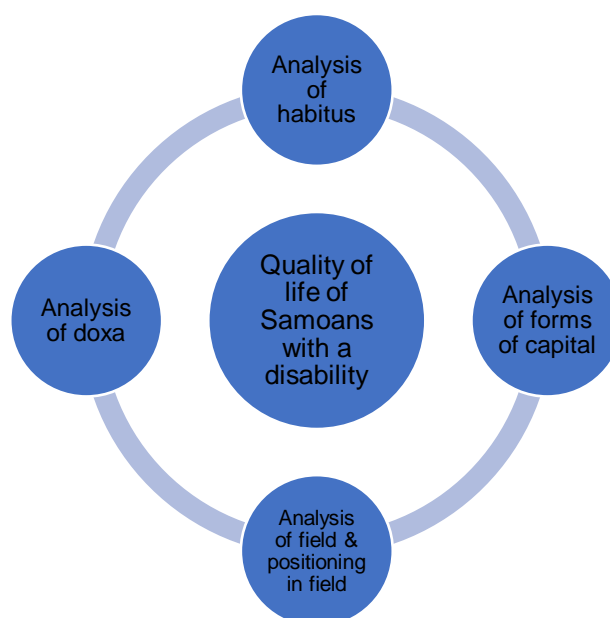 Analysis
of
habitus
Quality of
life of
Samoans
with a
disability
Analysis
of doxa
Analysis
of forms
of capital
Analysis
of field &
positioning
in field